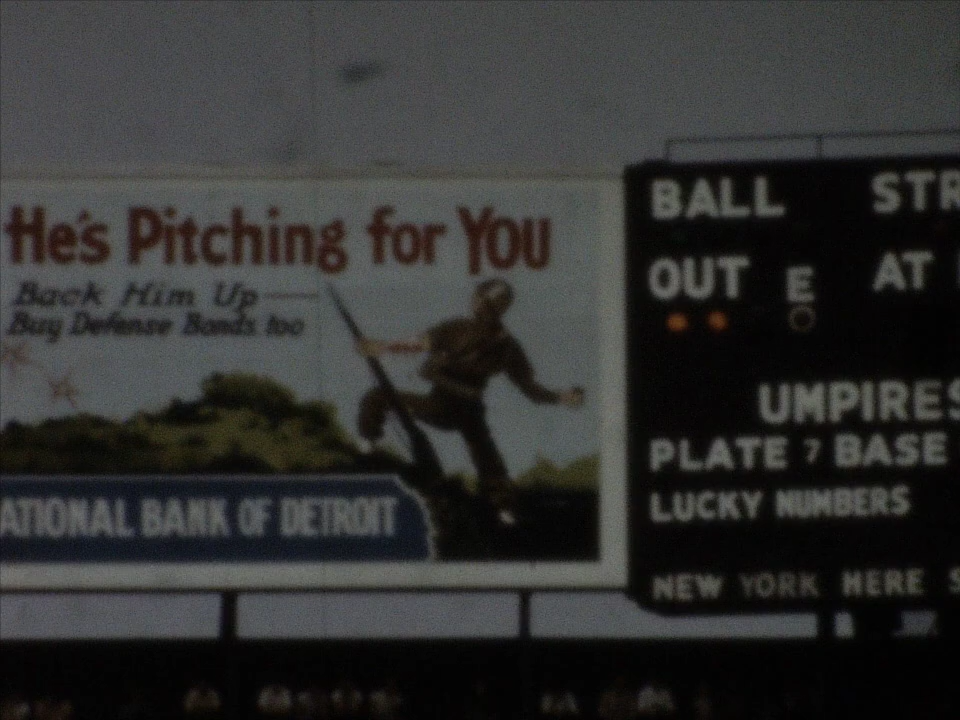 He's Pitching for YOU
Back Him Up—
Buy Defense Bonds too
ATIONAL BANK OF DETROIT
BALL STR
OUT E AT
UMPIRES
PLATE 7 BASE
LUCKY NUMBERS
NEW YORK HERE S